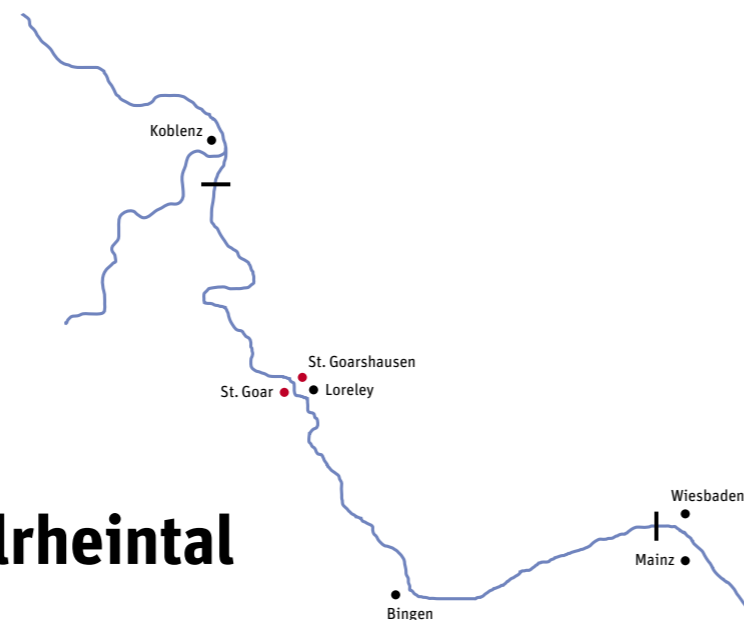 Koblenz
St. Goarshausen
St. Goar
Loreley
Wiesbaden
lrheintal
Mainz
Bingen